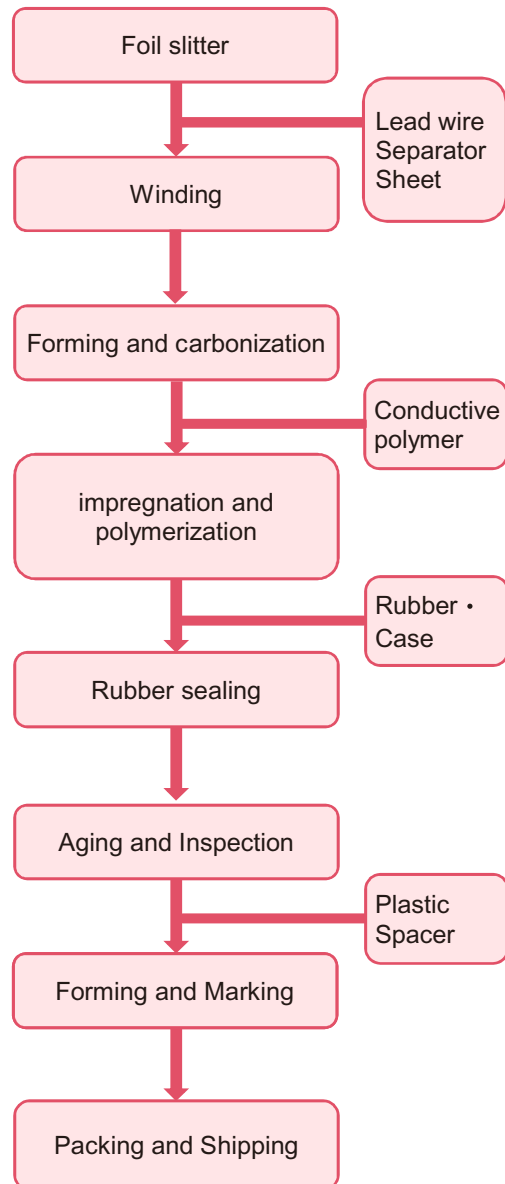 Foil slitter
Lead wire
Separator
Sheet
Winding
Forming and carbonization
Conductive
polymer
impregnation and
polymerization
Rubber・
Case
Rubber sealing
Aging and Inspection
Plastic
Spacer
Forming and Marking
Packing and Shipping